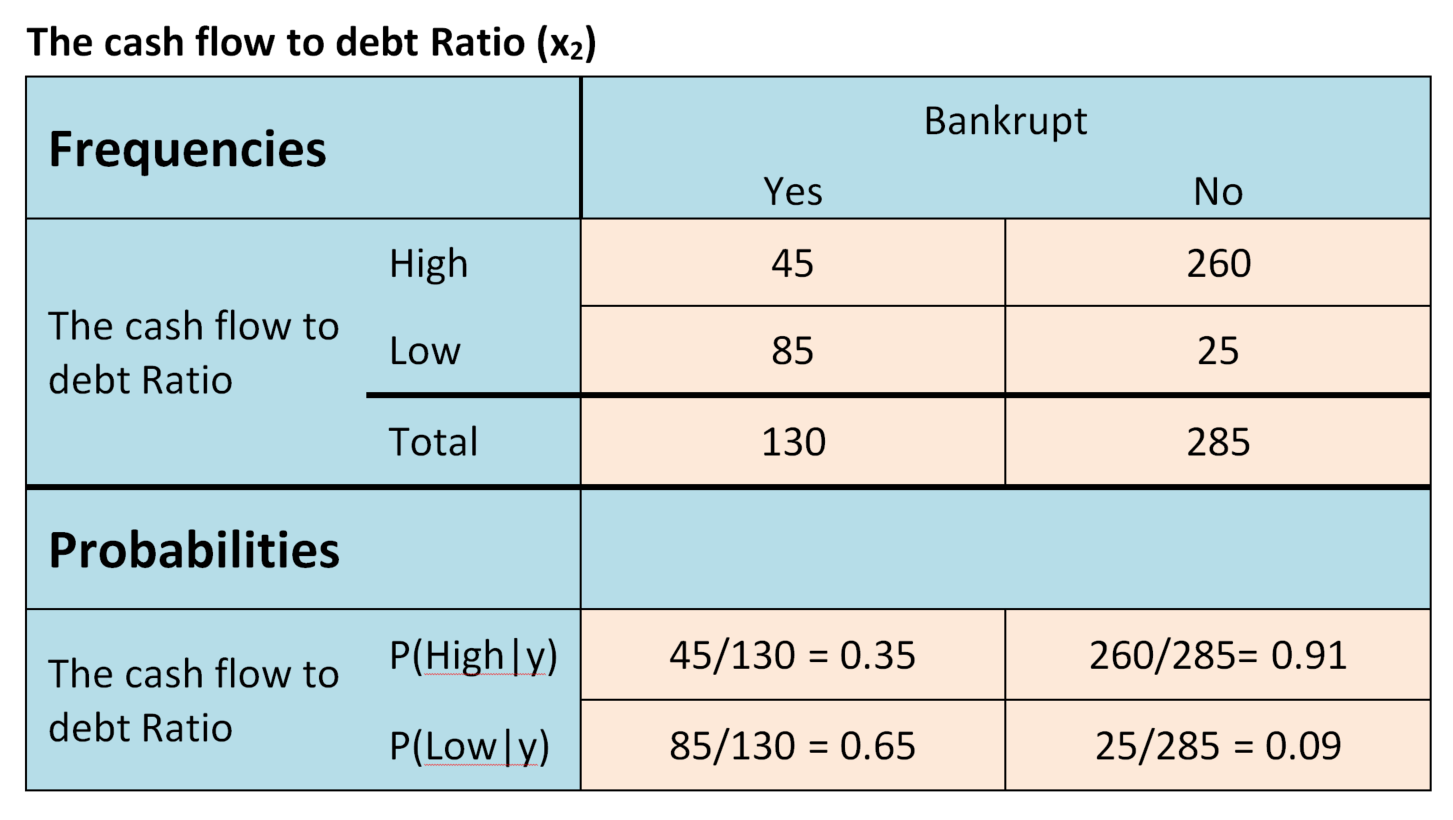 The cash flow to debt Ratio (x₂)
Frequencies
Bankrupt
Yes No
The cash flow to
debt Ratio
High 45 260
Low 85 25
Total 130 285
Probabilities
The cash flow to
debt Ratio
P(High|y) 45/130 = 0.35 260/285= 0.91
P(Low|y) 85/130 = 0.65 25/285 = 0.09